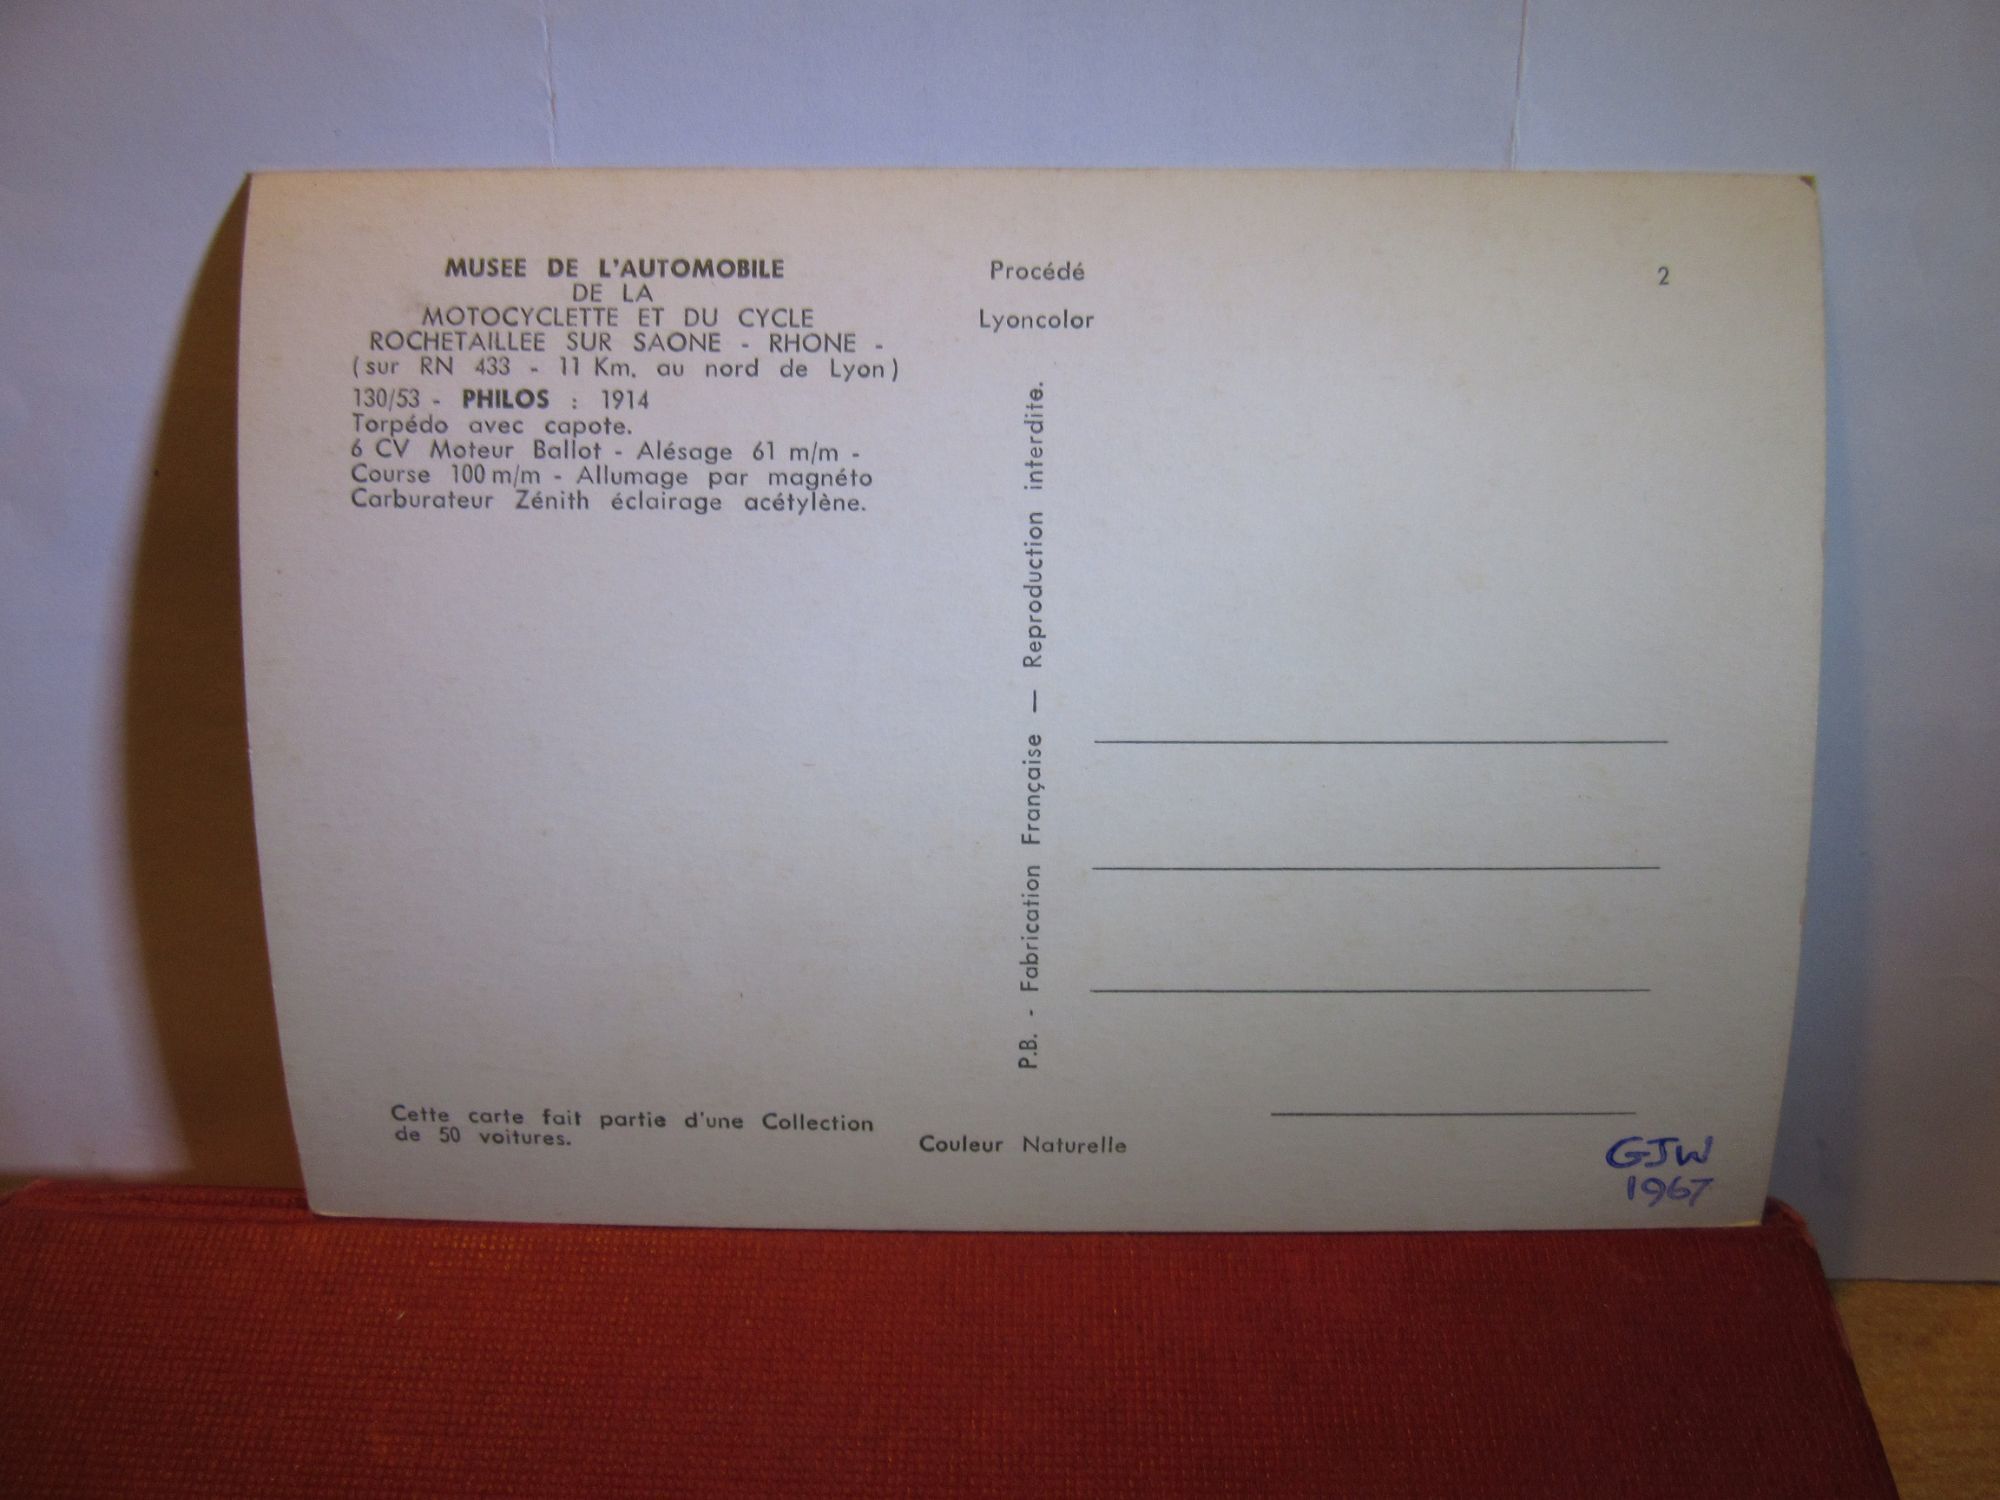 MUSEE DE L'AUTOMOBILE
DE LA
MOTOCYCLETTE ET DU CYCLE
ROCHETAILLEE SUR SAONE - RHONE -
(sur RN 433 - 11 Km. au nord de Lyon)
130/53 - PHILOS : 1914
Torpédo avec capote.
6 CV Moteur Ballot - Alésage 61 m/m -
Course 100 m/m - Allumage par magnéto
Carburateur Zénith éclairage acétylène.
Cette carte fait partie d'une Collection
de 50 voitures.
Procédé
Lyoncolor
P.B. - Fabrication Française — Reproduction interdite.
Couleur Naturelle
2
GJW
1967